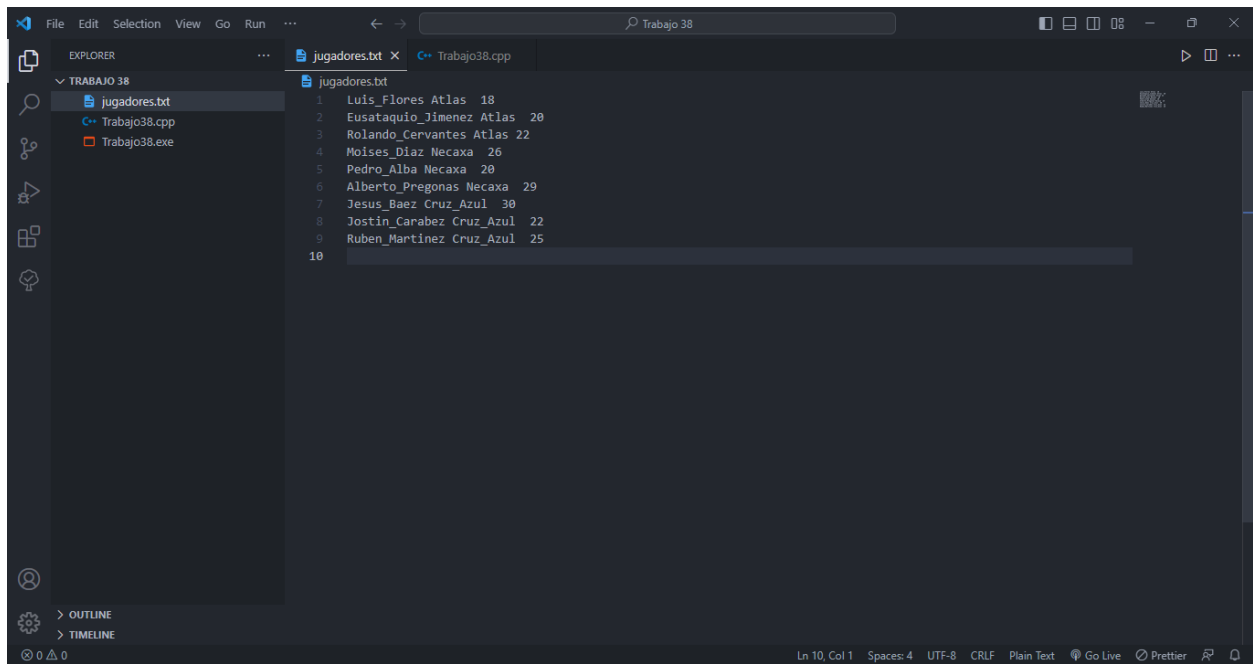 File Edit Selection View Go Run ··· ← → Trabajo 38
EXPLORER ···
jugadores.txt × C++ Trabajo38.cpp
TRABAJO 38
jugadores.txt
jugadores.txt
Trabajo38.cpp
Trabajo38.exe
1 Luis_Flores Atlas  18
2 Eusataquio_Jimenez Atlas  20
3 Rolando_Cervantes Atlas 22
4 Moises_Diaz Necaxa  26
5 Pedro_Alba Necaxa  20
6 Alberto_Pregonas Necaxa  29
7 Jesus_Baez Cruz_Azul  30
8 Jostin_Carabez Cruz_Azul  22
9 Ruben_Martinez Cruz_Azul  25
10
OUTLINE
TIMELINE
0 0 Ln 10, Col 1 Spaces: 4 UTF-8 CRLF Plain Text Go Live Prettier